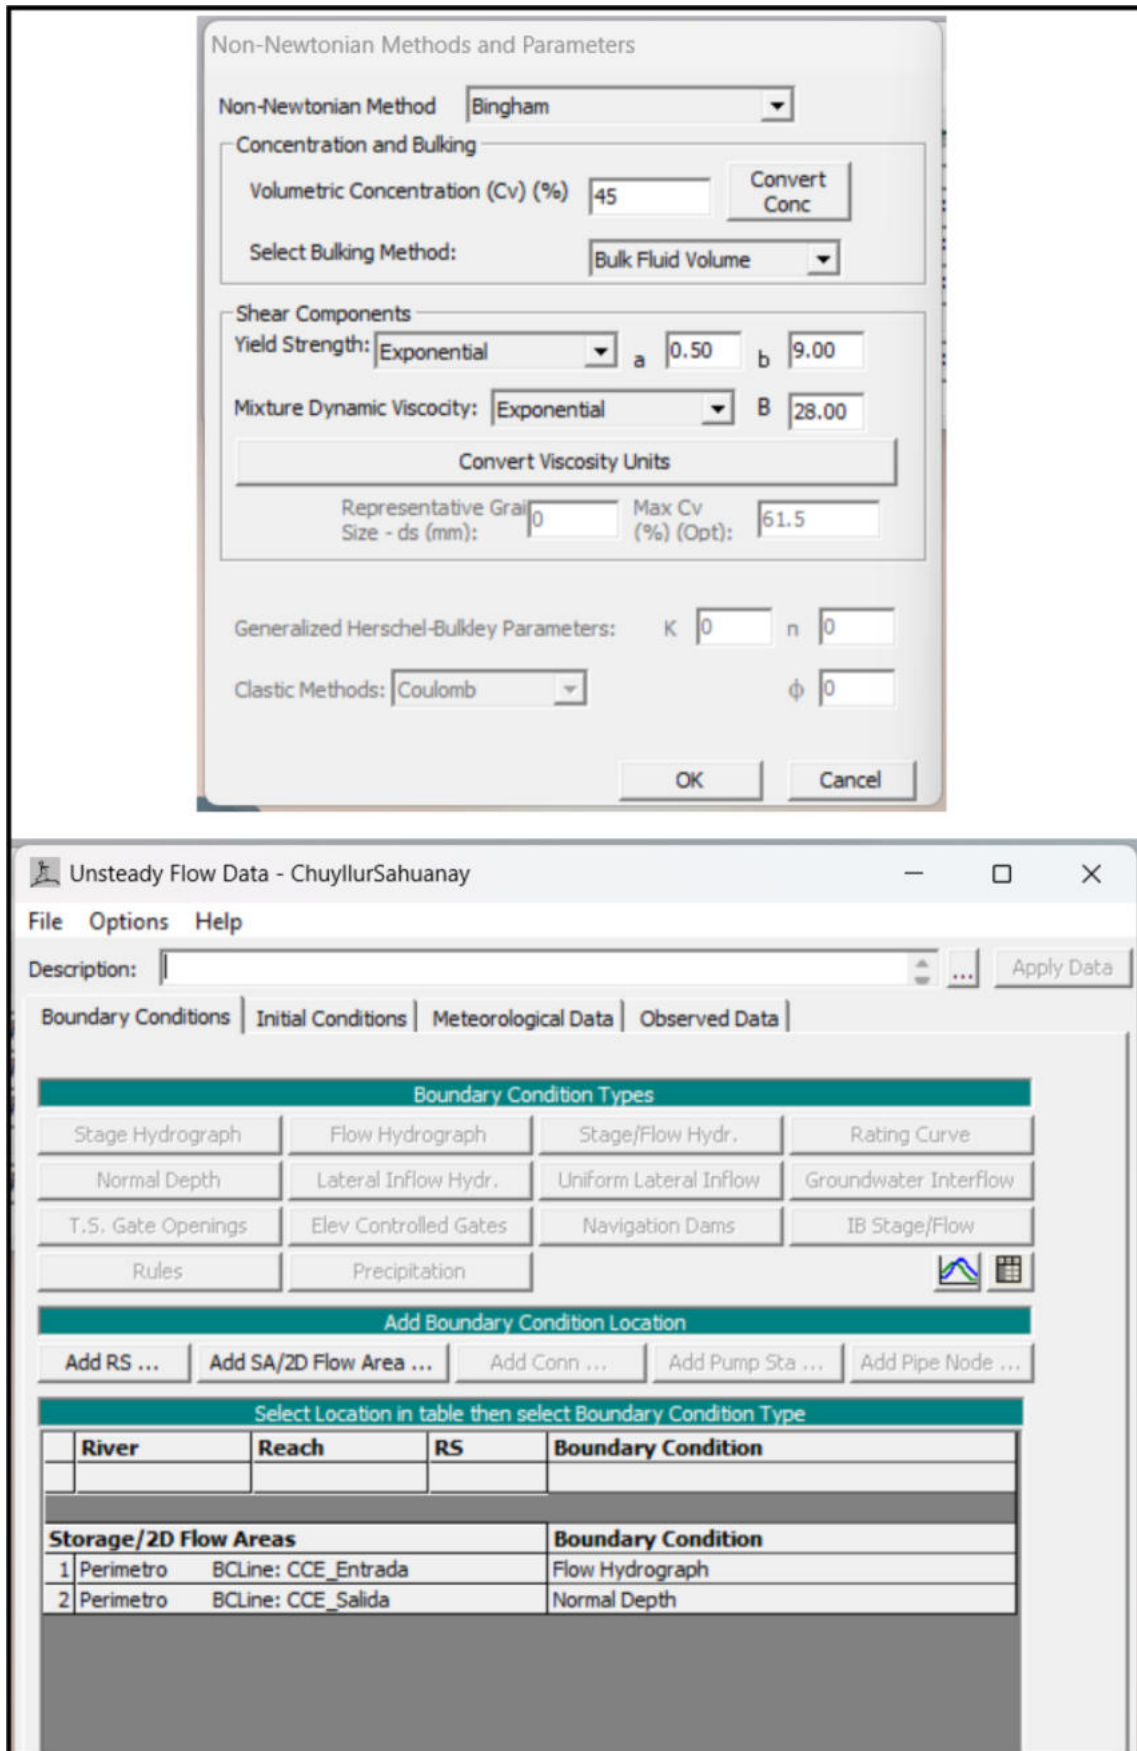 Non-Newtonian Methods and Parameters
Non-Newtonian Method Bingham
Concentration and Bulking
Volumetric Concentration (Cv) (%) 45 Convert Conc
Select Bulking Method: Bulk Fluid Volume
Shear Components
Yield Strength: Exponential a 0.50 b 9.00
Mixture Dynamic Viscocity: Exponential B 28.00
Convert Viscosity Units
Representative Grai Size - ds (mm): 0 Max Cv (%) (Opt): 61.5
Generalized Herschel-Bulkley Parameters: K 0 n 0
Clastic Methods: Coulomb ϕ 0
OK Cancel
Unsteady Flow Data - ChuyllurSahuanay
File Options Help
Description: ... Apply Data
Boundary Conditions Initial Conditions Meteorological Data Observed Data
Boundary Condition Types
Stage Hydrograph Flow Hydrograph Stage/Flow Hydr. Rating Curve
Normal Depth Lateral Inflow Hydr. Uniform Lateral Inflow Groundwater Interflow
T.S. Gate Openings Elev Controlled Gates Navigation Dams IB Stage/Flow
Rules Precipitation
Add Boundary Condition Location
Add RS ... Add SA/2D Flow Area ... Add Conn ... Add Pump Sta ... Add Pipe Node ...
Select Location in table then select Boundary Condition Type
River Reach RS Boundary Condition
Storage/2D Flow Areas Boundary Condition
1 Perimetro BCLine: CCE_Entrada Flow Hydrograph
2 Perimetro BCLine: CCE_Salida Normal Depth